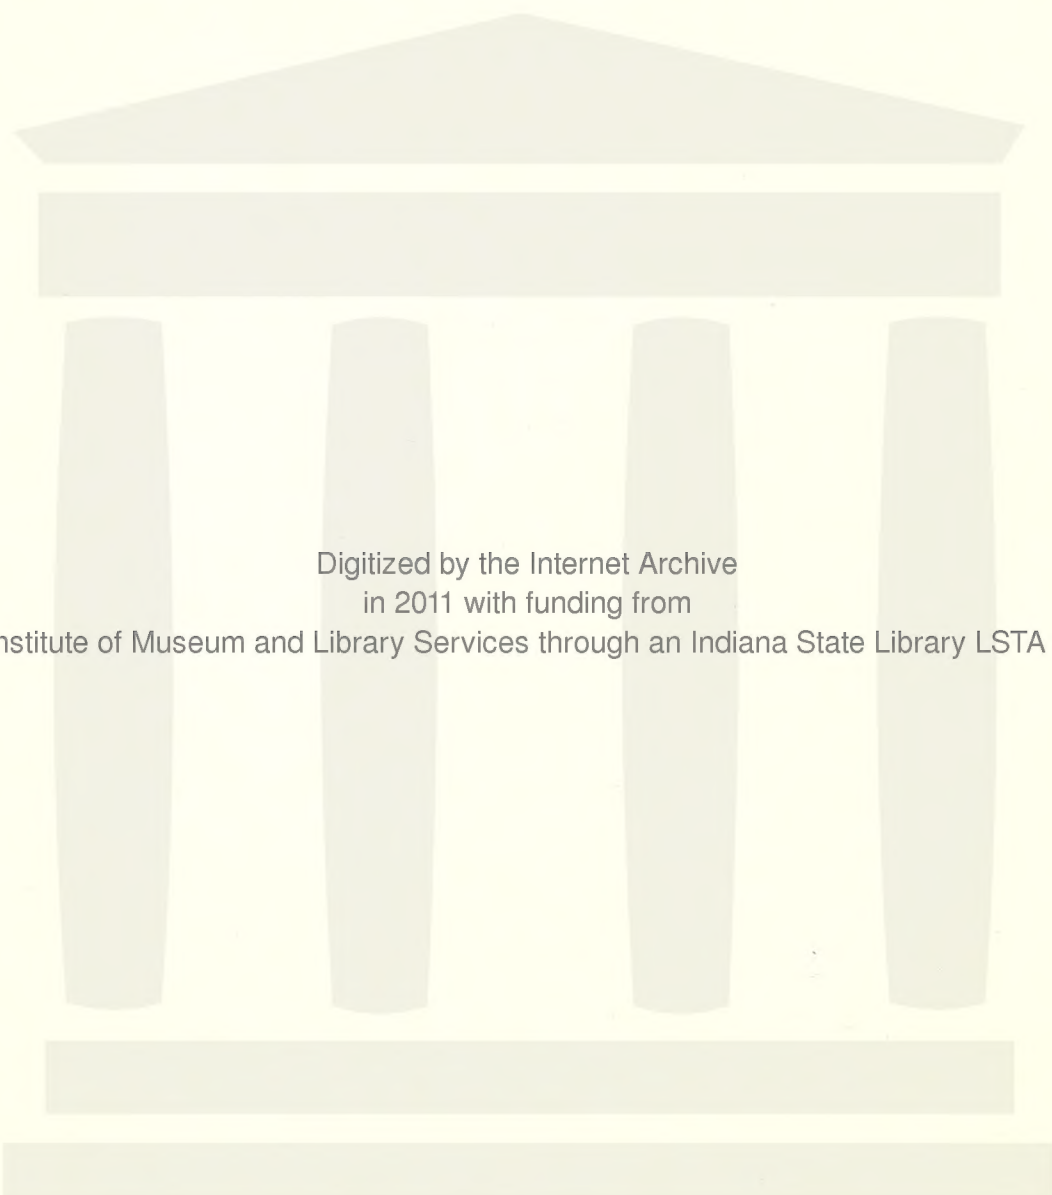 Digitized by the Internet Archive
in 2011 with funding from
nstitute of Museum and Library Services through an Indiana State Library LSTA